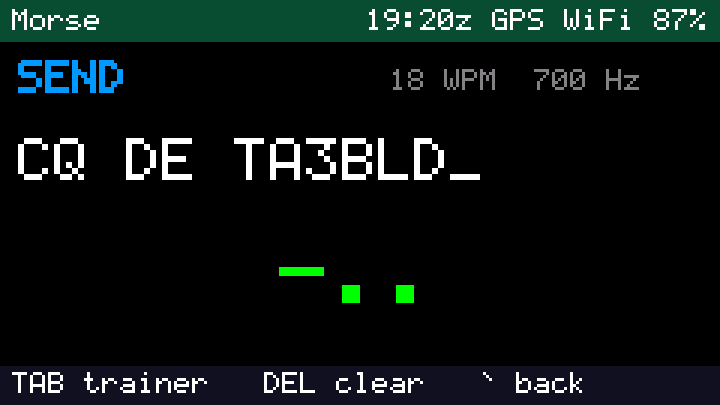 Morse 19:20z GPS WiFi 87%
SEND 18 WPM 700 Hz
CQ DE TA3BLD_
-..
TAB trainer DEL clear ` back